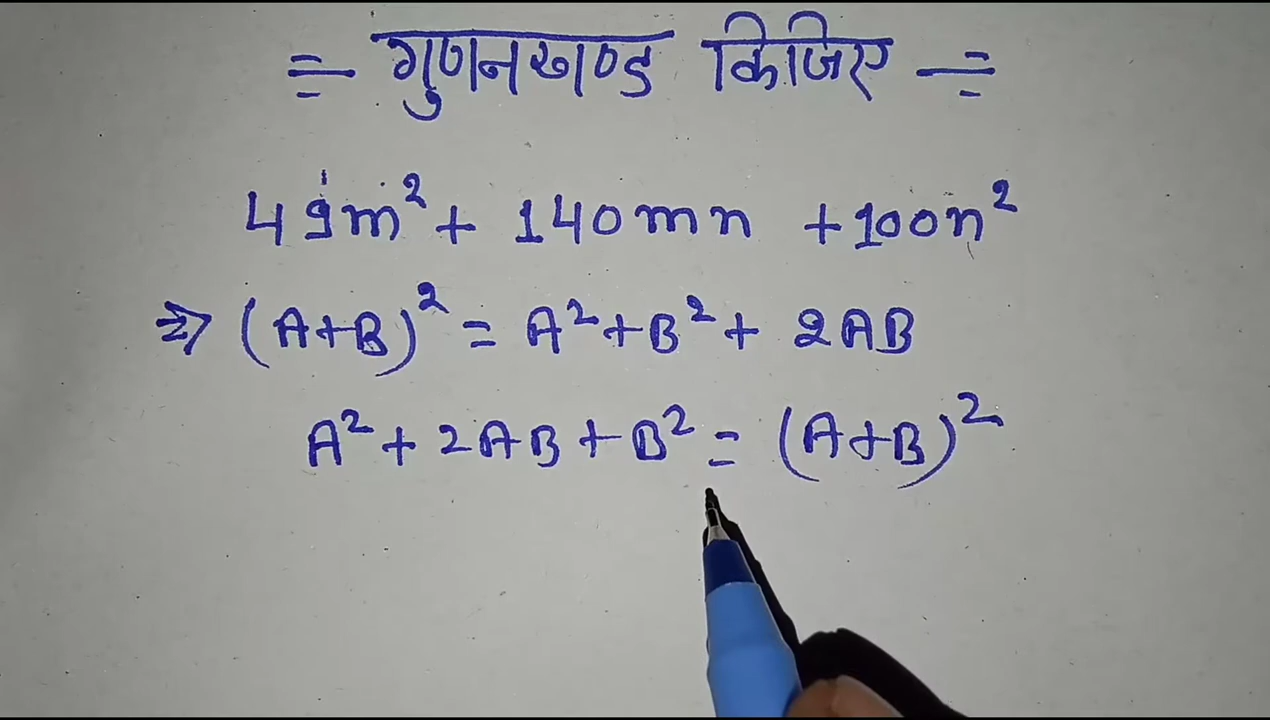 = गुणनखण्ड किजिए =
49m² + 140mn + 100n²
⇒ (A+B)² = A² + B² + 2AB
A² + 2AB + B² = (A+B)²